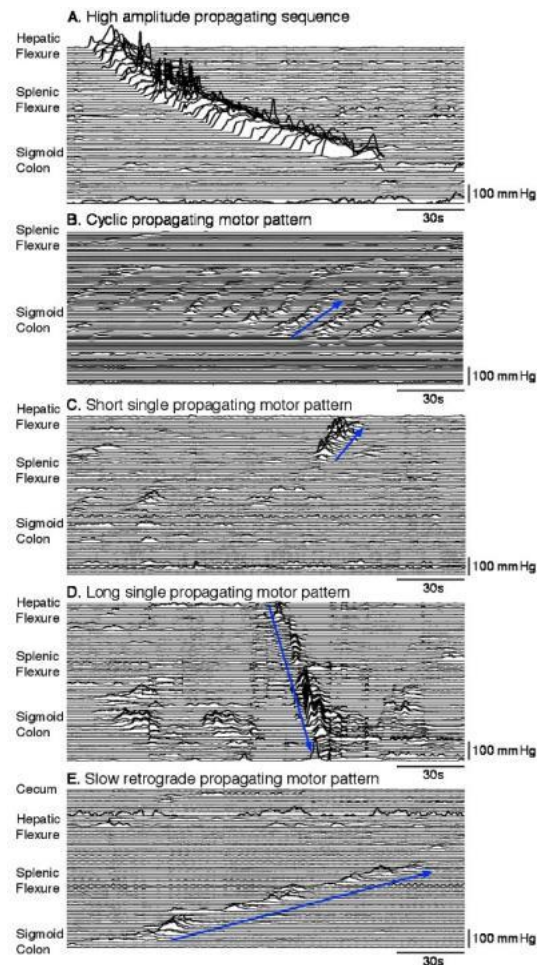 A. High amplitude propagating sequence
Hepatic
Flexure
Splenic
Flexure
Sigmoid
Colon
100 mm Hg
30s
B. Cyclic propagating motor pattern
Splenic
Flexure
Sigmoid
Colon
100 mm Hg
30s
C. Short single propagating motor pattern
Hepatic
Flexure
Splenic
Flexure
Sigmoid
Colon
100 mm Hg
30s
D. Long single propagating motor pattern
Hepatic
Flexure
Splenic
Flexure
Sigmoid
Colon
100 mm Hg
30s
E. Slow retrograde propagating motor pattern
Cecum
Hepatic
Flexure
Splenic
Flexure
Sigmoid
Colon
100 mm Hg
30s